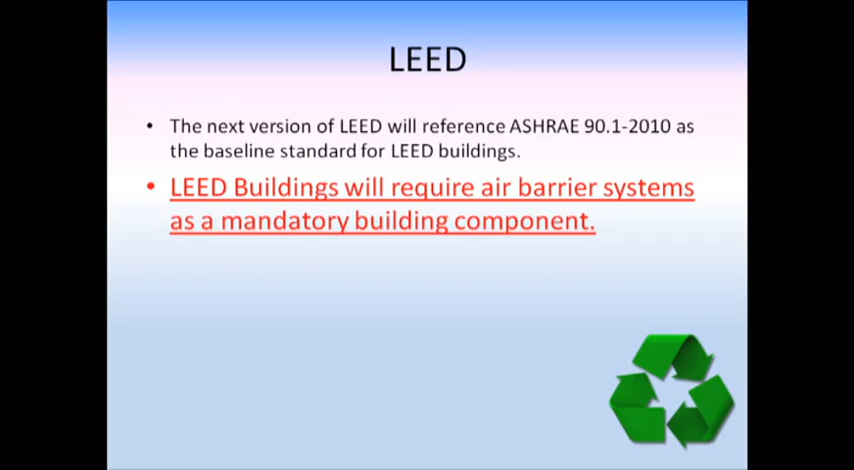 LEED
• The next version of LEED will reference ASHRAE 90.1-2010 as
the baseline standard for LEED buildings.
• LEED Buildings will require air barrier systems
as a mandatory building component.